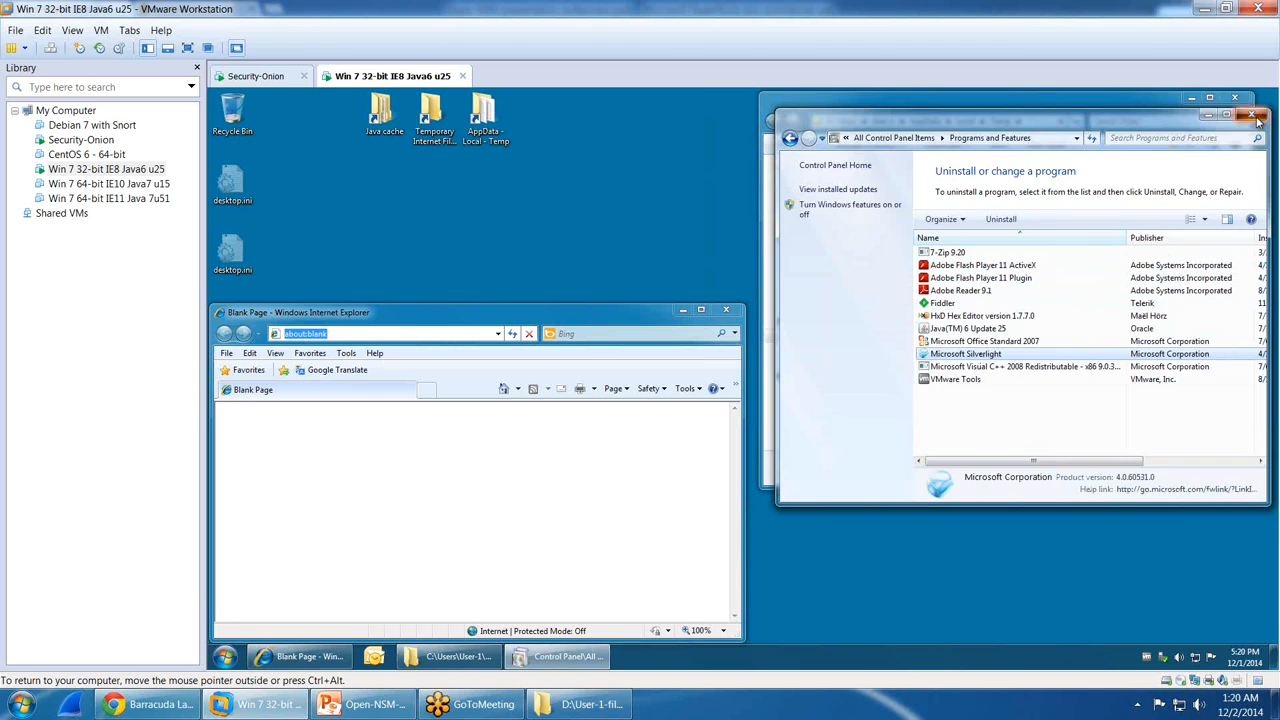 Win 7 32-bit IE8 Java6 u25 - VMware Workstation
File Edit View VM Tabs Help
Library
Type here to search
My Computer
Debian 7 with Snort
Security-Onion
CentOS 6 - 64-bit
Win 7 32-bit IE8 Java6 u25
Win 7 64-bit IE10 Java7 u15
Win 7 64-bit IE11 Java 7u51
Shared VMs
Security-Onion
Win 7 32-bit IE8 Java6 u25
Recycle Bin
Java cache
Temporary Internet Fil...
AppData - Local - Temp
desktop.ini
desktop.ini
Blank Page - Windows Internet Explorer
about:blank
Bing
File Edit View Favorites Tools Help
Favorites
Google Translate
Blank Page
Page Safety Tools
Internet | Protected Mode: Off
100%
All Control Panel Items Programs and Features
Search Programs and Features
Control Panel Home
View installed updates
Turn Windows features on or off
Uninstall or change a program
To uninstall a program, select it from the list and then click Uninstall, Change, or Repair.
Organize Uninstall
Name Publisher In
7-Zip 9.20 3/
Adobe Flash Player 11 ActiveX Adobe Systems Incorporated 4/
Adobe Flash Player 11 Plugin Adobe Systems Incorporated 4/
Adobe Reader 9.1 Adobe Systems Incorporated 8/
Fiddler Telerik 4/
HxD Hex Editor version 1.7.7.0 Maël Hörz 4/
Java(TM) 6 Update 25 Oracle 4/
Microsoft Office Standard 2007 Microsoft Corporation 7/
Microsoft Silverlight Microsoft Corporation 4/
Microsoft Visual C++ 2008 Redistributable - x86 9.0.3... Microsoft Corporation 7/
VMware Tools VMware, Inc. 8/
Microsoft Corporation Product version: 4.0.60531.0
Help link: http://go.microsoft.com/fwlink/?LinkI...
Blank Page - Win...
C:\Users\User-1\...
Control Panel\All ...
5:20 PM
12/1/2014
To return to your computer, move the mouse pointer outside or press Ctrl+Alt.
Barracuda La...
Win 7 32-bit ...
Open-NSM-...
GoToMeeting
D:\User-1-fil...
1:20 AM
12/2/2014